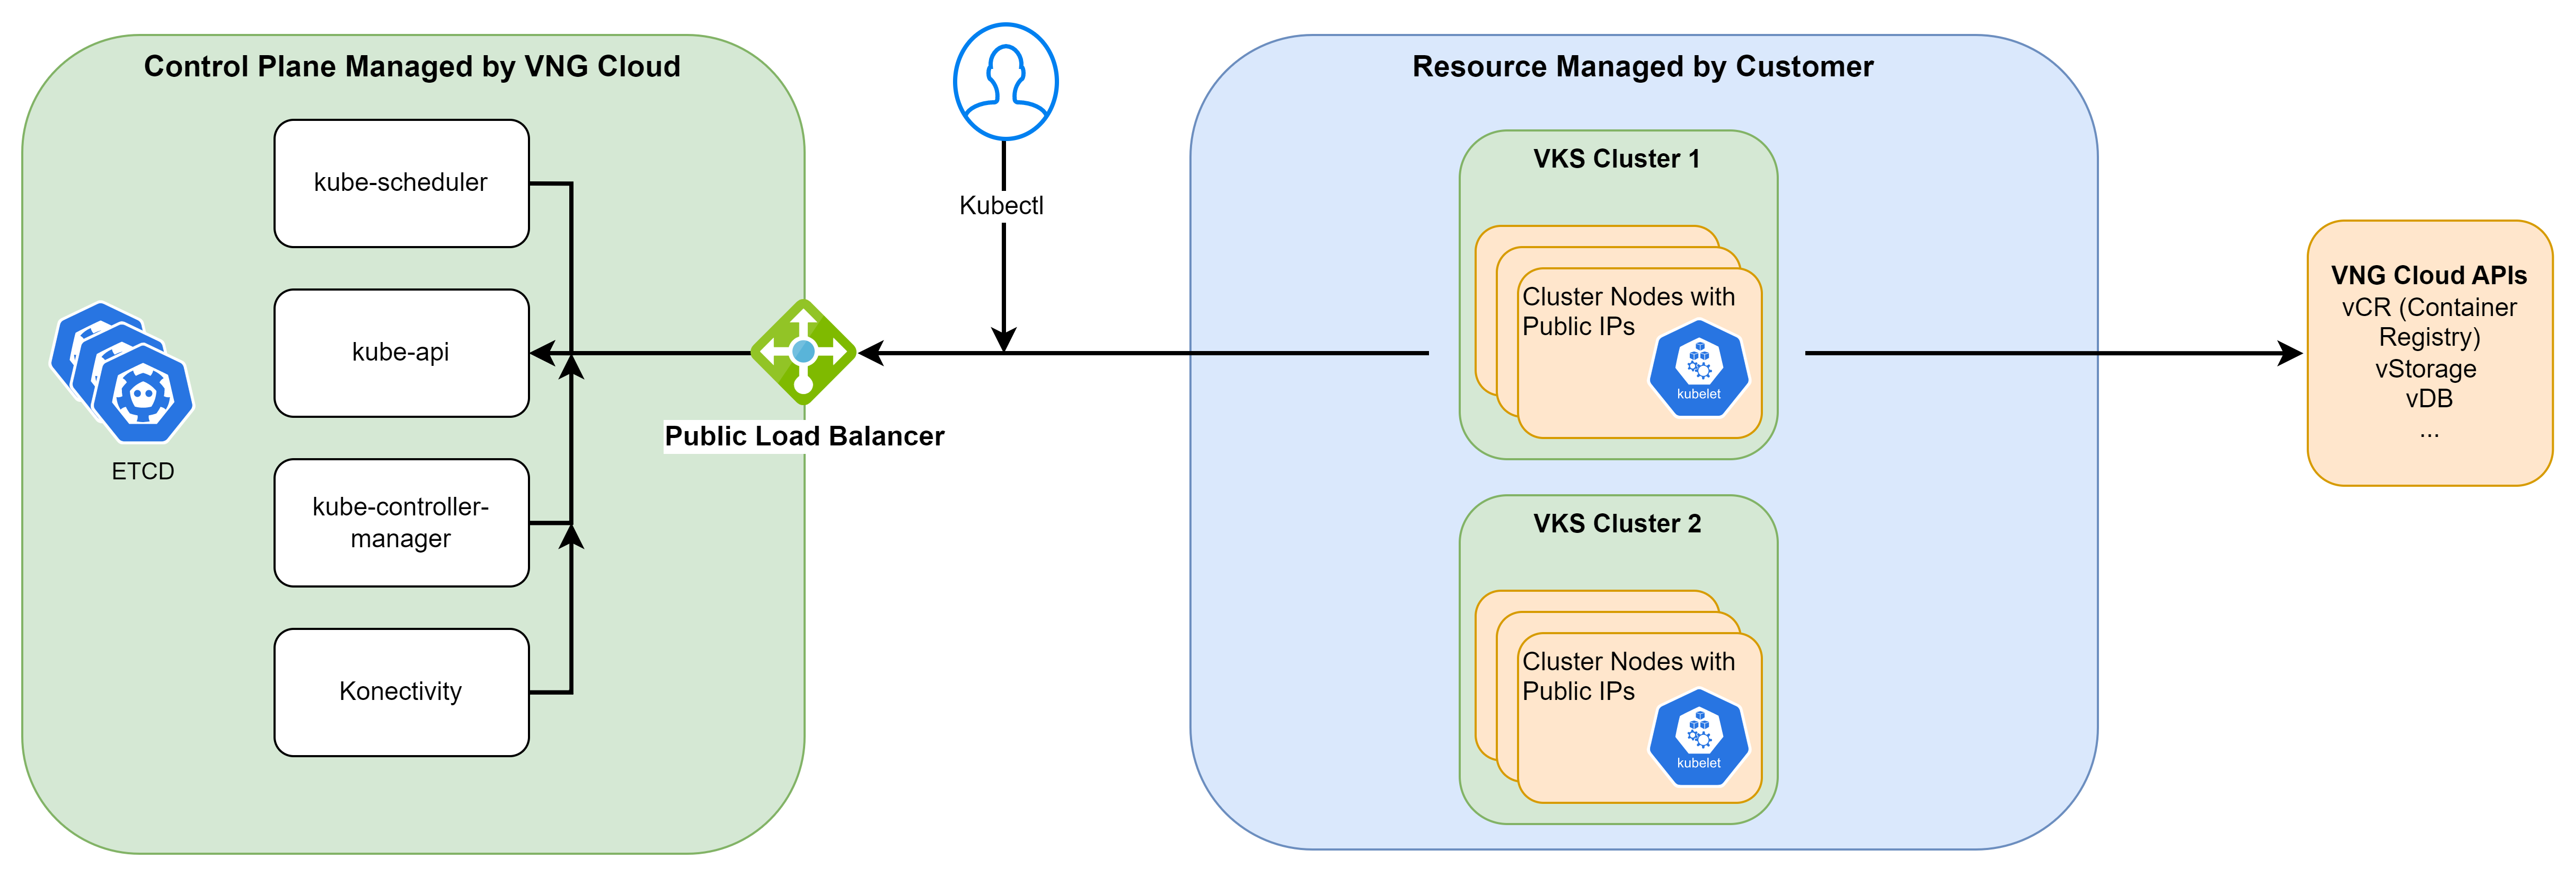 Control Plane Managed by VNG Cloud
kube-scheduler
kube-api
kube-controller-
manager
Konectivity
ETCD
Public Load Balancer
Kubectl
Resource Managed by Customer
VKS Cluster 1
Cluster Nodes with
Public IPs
kubelet
VKS Cluster 2
Cluster Nodes with
Public IPs
kubelet
VNG Cloud APIs
vCR (Container
Registry)
vStorage
vDB
...